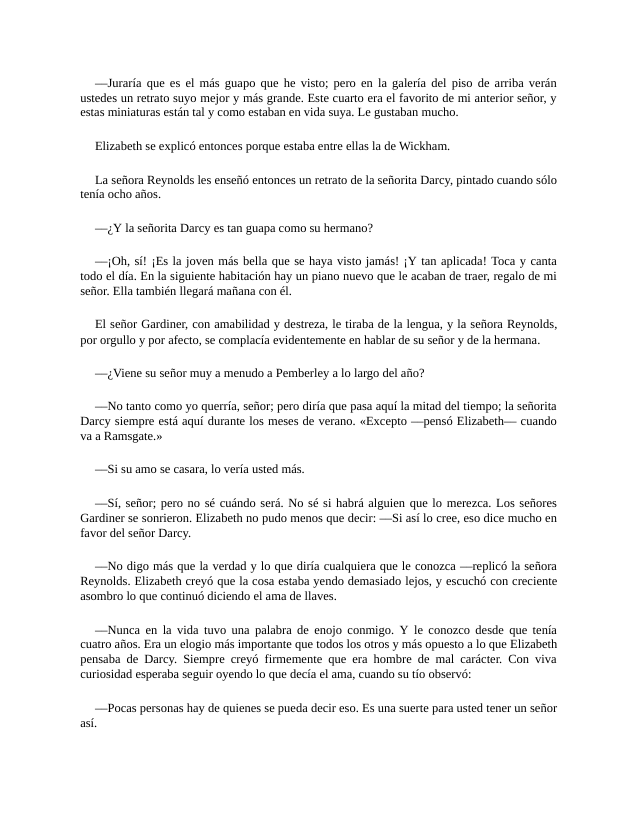 —Juraría que es el más guapo que he visto; pero en la galería del piso de arriba verán
ustedes un retrato suyo mejor y más grande. Este cuarto era el favorito de mi anterior señor, y
estas miniaturas están tal y como estaban en vida suya. Le gustaban mucho.
Elizabeth se explicó entonces porque estaba entre ellas la de Wickham.
La señora Reynolds les enseñó entonces un retrato de la señorita Darcy, pintado cuando sólo
tenía ocho años.
—¿Y la señorita Darcy es tan guapa como su hermano?
—¡Oh, sí! ¡Es la joven más bella que se haya visto jamás! ¡Y tan aplicada! Toca y canta
todo el día. En la siguiente habitación hay un piano nuevo que le acaban de traer, regalo de mi
señor. Ella también llegará mañana con él.
El señor Gardiner, con amabilidad y destreza, le tiraba de la lengua, y la señora Reynolds,
por orgullo y por afecto, se complacía evidentemente en hablar de su señor y de la hermana.
—¿Viene su señor muy a menudo a Pemberley a lo largo del año?
—No tanto como yo querría, señor; pero diría que pasa aquí la mitad del tiempo; la señorita
Darcy siempre está aquí durante los meses de verano. «Excepto —pensó Elizabeth— cuando
va a Ramsgate.»
—Si su amo se casara, lo vería usted más.
—Sí, señor; pero no sé cuándo será. No sé si habrá alguien que lo merezca. Los señores
Gardiner se sonrieron. Elizabeth no pudo menos que decir: —Si así lo cree, eso dice mucho en
favor del señor Darcy.
—No digo más que la verdad y lo que diría cualquiera que le conozca —replicó la señora
Reynolds. Elizabeth creyó que la cosa estaba yendo demasiado lejos, y escuchó con creciente
asombro lo que continuó diciendo el ama de llaves.
—Nunca en la vida tuvo una palabra de enojo conmigo. Y le conozco desde que tenía
cuatro años. Era un elogio más importante que todos los otros y más opuesto a lo que Elizabeth
pensaba de Darcy. Siempre creyó firmemente que era hombre de mal carácter. Con viva
curiosidad esperaba seguir oyendo lo que decía el ama, cuando su tío observó:
—Pocas personas hay de quienes se pueda decir eso. Es una suerte para usted tener un señor
así.